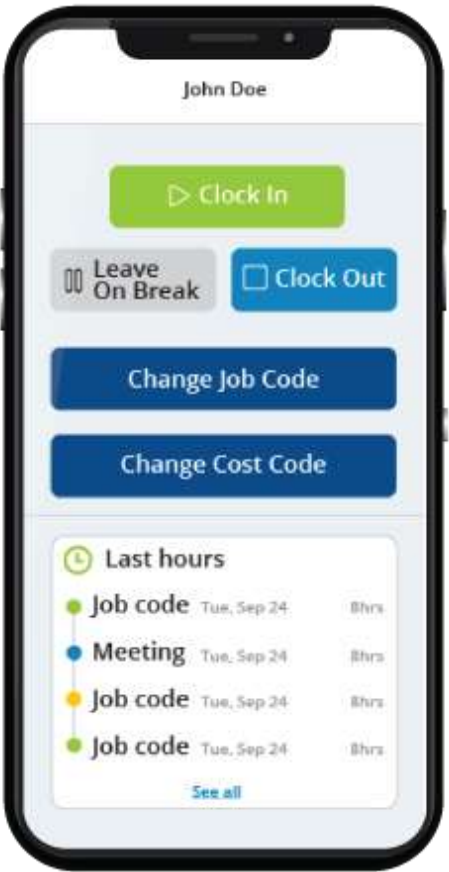 John Doe
Clock In
Leave
On Break
Clock Out
Change Job Code
Change Cost Code
Last hours
Job code Tue, Sep 24 8hrs
Meeting Tue, Sep 24 8hrs
Job code Tue, Sep 24 8hrs
Job code Tue, Sep 24 8hrs
See all